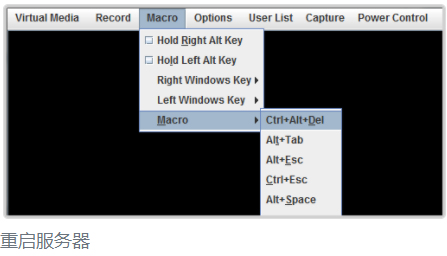 Virtual Media Record Macro Options User List Capture Power Control
Hold Right Alt Key
Hold Left Alt Key
Right Windows Key
Left Windows Key
Macro
Ctrl+Alt+Del
Alt+Tab
Alt+Esc
Ctrl+Esc
Alt+Space
重启服务器